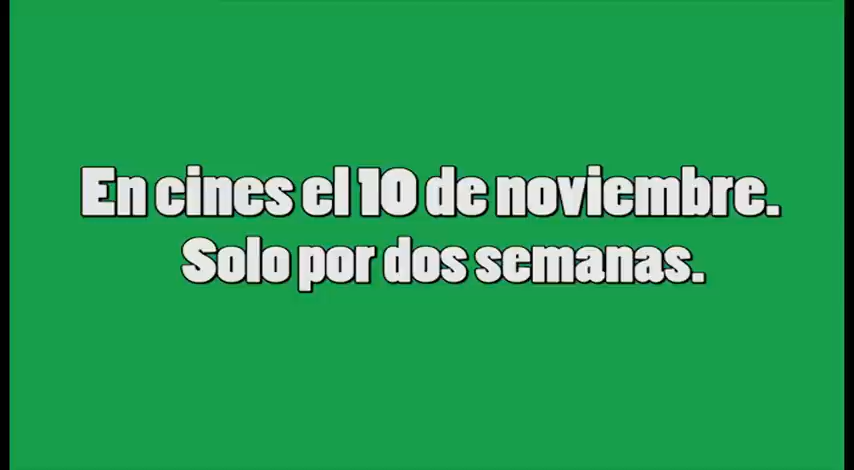 En cines el 10 de noviembre.
Solo por dos semanas.